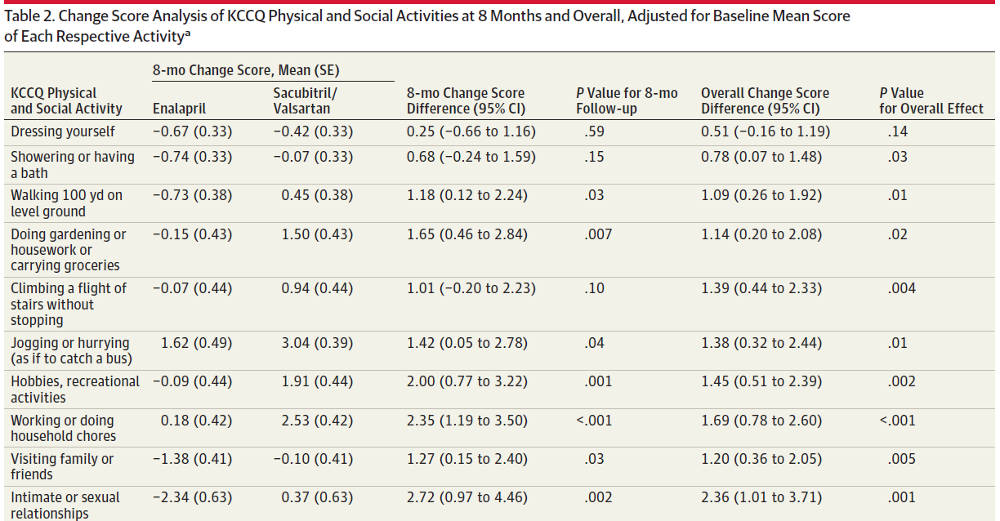 Table 2. Change Score Analysis of KCCQ Physical and Social Activities at 8 Months and Overall, Adjusted for Baseline Mean Score
of Each Respective Activityᵃ
8-mo Change Score, Mean (SE)
KCCQ Physical
and Social Activity Enalapril Sacubitril/
Valsartan 8-mo Change Score
Difference (95% CI) P Value for 8-mo
Follow-up Overall Change Score
Difference (95% CI) P Value
for Overall Effect
Dressing yourself −0.67 (0.33) −0.42 (0.33) 0.25 (−0.66 to 1.16) .59 0.51 (−0.16 to 1.19) .14
Showering or having −0.74 (0.33) −0.07 (0.33) 0.68 (−0.24 to 1.59) .15 0.78 (0.07 to 1.48) .03
a bath
Walking 100 yd on −0.73 (0.38) 0.45 (0.38) 1.18 (0.12 to 2.24) .03 1.09 (0.26 to 1.92) .01
level ground
Doing gardening or −0.15 (0.43) 1.50 (0.43) 1.65 (0.46 to 2.84) .007 1.14 (0.20 to 2.08) .02
housework or
carrying groceries
Climbing a flight of −0.07 (0.44) 0.94 (0.44) 1.01 (−0.20 to 2.23) .10 1.39 (0.44 to 2.33) .004
stairs without
stopping
Jogging or hurrying 1.62 (0.49) 3.04 (0.39) 1.42 (0.05 to 2.78) .04 1.38 (0.32 to 2.44) .01
(as if to catch a bus)
Hobbies, recreational −0.09 (0.44) 1.91 (0.44) 2.00 (0.77 to 3.22) .001 1.45 (0.51 to 2.39) .002
activities
Working or doing 0.18 (0.42) 2.53 (0.42) 2.35 (1.19 to 3.50) <.001 1.69 (0.78 to 2.60) <.001
household chores
Visiting family or −1.38 (0.41) −0.10 (0.41) 1.27 (0.15 to 2.40) .03 1.20 (0.36 to 2.05) .005
friends
Intimate or sexual −2.34 (0.63) 0.37 (0.63) 2.72 (0.97 to 4.46) .002 2.36 (1.01 to 3.71) .001
relationships